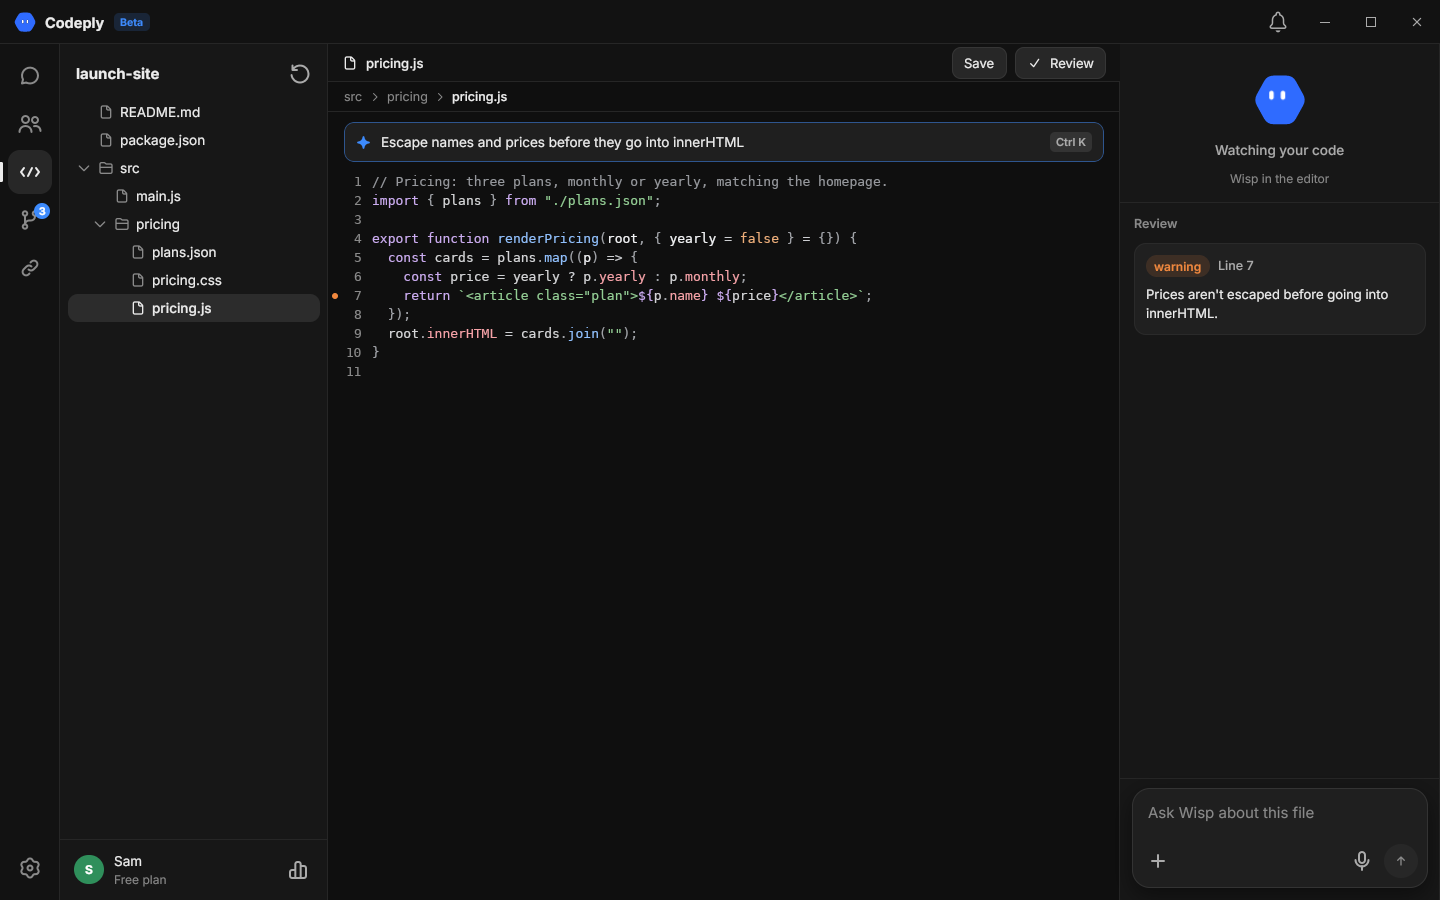 Codeply Beta
launch-site
README.md
package.json
src
main.js
pricing
plans.json
pricing.css
pricing.js
S
Sam
Free plan
3
pricing.js
Save
Review
src > pricing > pricing.js
Escape names and prices before they go into innerHTML
Ctrl K
1 // Pricing: three plans, monthly or yearly, matching the homepage.
2 import { plans } from "./plans.json";
3
4 export function renderPricing(root, { yearly = false } = {}) {
5   const cards = plans.map((p) => {
6     const price = yearly ? p.yearly : p.monthly;
7     return `<article class="plan">${p.name} ${price}</article>`;
8   });
9   root.innerHTML = cards.join("");
10 }
11
Watching your code
Wisp in the editor
Review
warning Line 7
Prices aren't escaped before going into
innerHTML.
Ask Wisp about this file